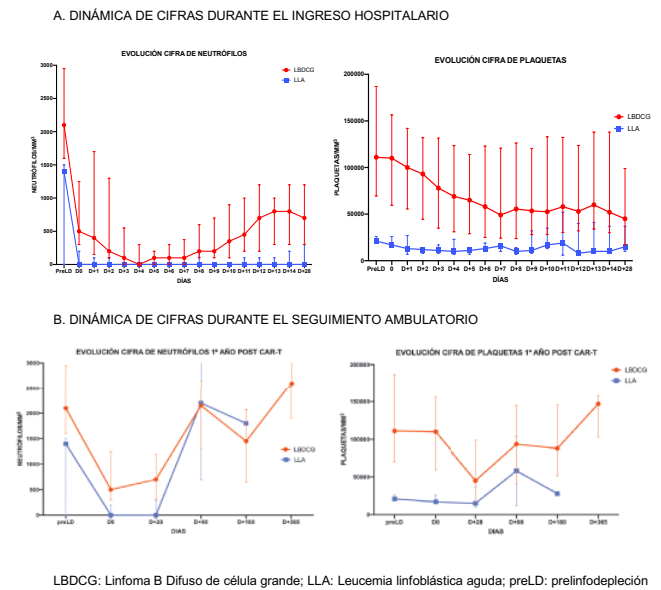 A. DINÁMICA DE CIFRAS DURANTE EL INGRESO HOSPITALARIO
EVOLUCIÓN CIFRA DE NEUTRÓFILOS
NEUTRÓFILOS/MM³
3000
2500
2000
1500
1000
500
0
PreLD D0 D+1 D+2 D+3 D+4 D+5 D+6 D+7 D+8 D+9 D+10 D+11 D+12 D+13 D+14 D+28
DÍAS
LBDCG
LLA
EVOLUCIÓN CIFRA DE PLAQUETAS
PLAQUETAS/MM³
200000
150000
100000
50000
0
PreLD 0 D+1 D+2 D+3 D+4 D+5 D+6 D+7 D+8 D+9 D+10 D+11 D+12 D+13 D+14 D+28
DÍAS
LBDCG
LLA
B. DINÁMICA DE CIFRAS DURANTE EL SEGUIMIENTO AMBULATORIO
EVOLUCIÓN CIFRA DE NEUTRÓFILOS 1º AÑO POST CAR-T
NEUTRÓFILOS/MM³
3000
2500
2000
1500
1000
500
0
preLD D0 D+28 D+90 D+180 D+365
DIAS
LBDCG
LLA
EVOLUCIÓN CIFRA DE PLAQUETAS 1º AÑO POST CAR-T
PLAQUETAS/MM³
200000
150000
100000
50000
0
preLD D0 D+28 D+90 D+180 D+365
DIAS
LBDCG
LLA
LBDCG: Linfoma B Difuso de célula grande; LLA: Leucemia linfoblástica aguda; preLD: prelinfodepleción